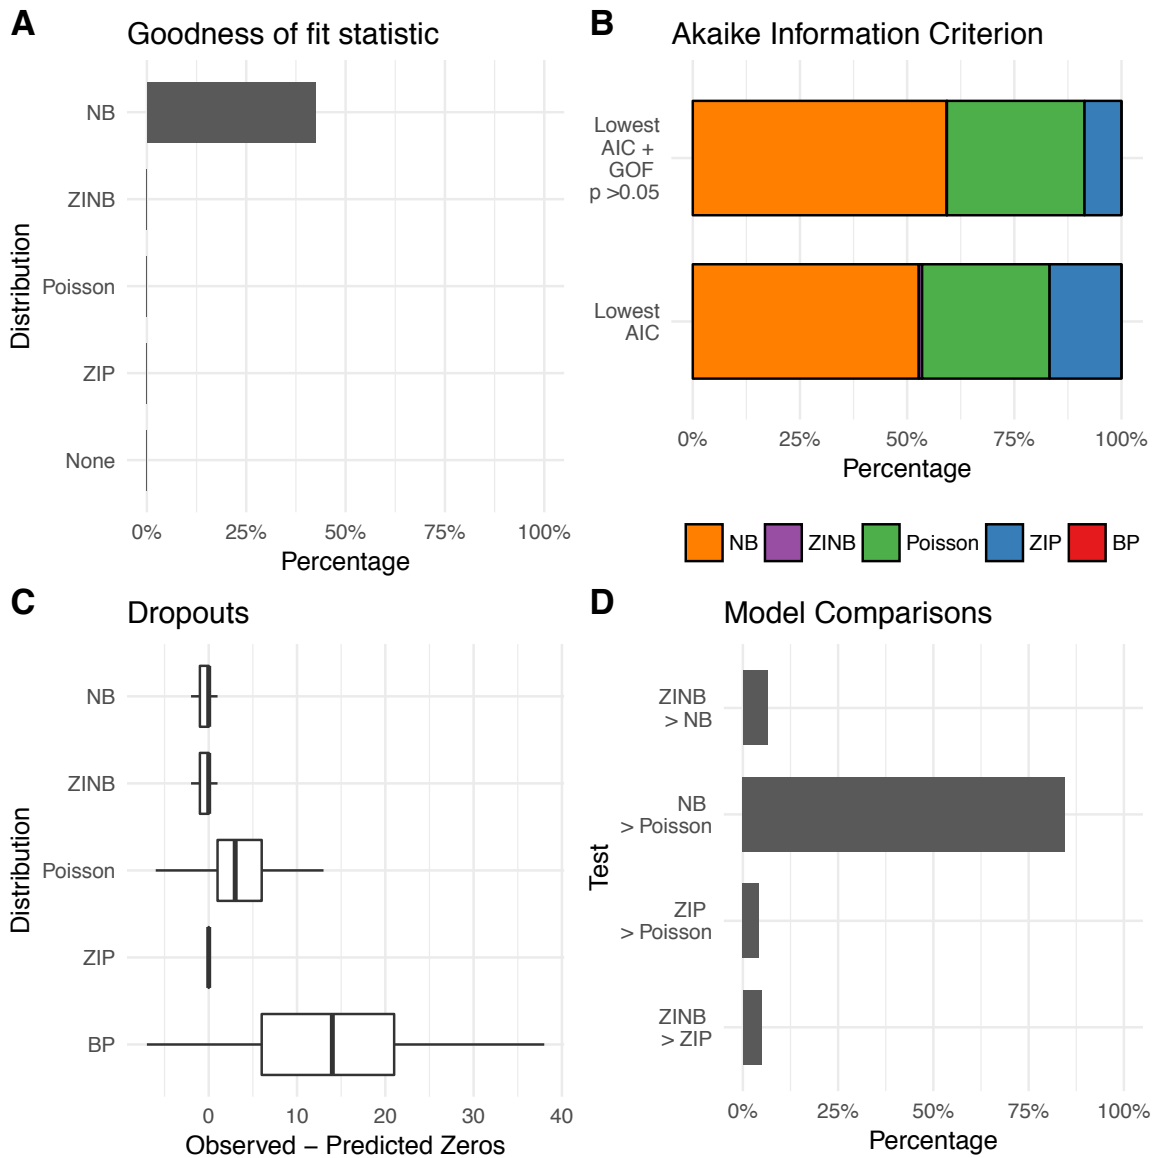 A
Goodness of fit statistic
Distribution
NB
ZINB
Poisson
ZIP
None
0% 25% 50% 75% 100%
Percentage
B
Akaike Information Criterion
Lowest
AIC +
GOF
p >0.05
Lowest
AIC
0% 25% 50% 75% 100%
Percentage
NB ZINB Poisson ZIP BP
C
Dropouts
Distribution
NB
ZINB
Poisson
ZIP
BP
0 10 20 30 40
Observed − Predicted Zeros
D
Model Comparisons
Test
ZINB
> NB
NB
> Poisson
ZIP
> Poisson
ZINB
> ZIP
0% 25% 50% 75% 100%
Percentage